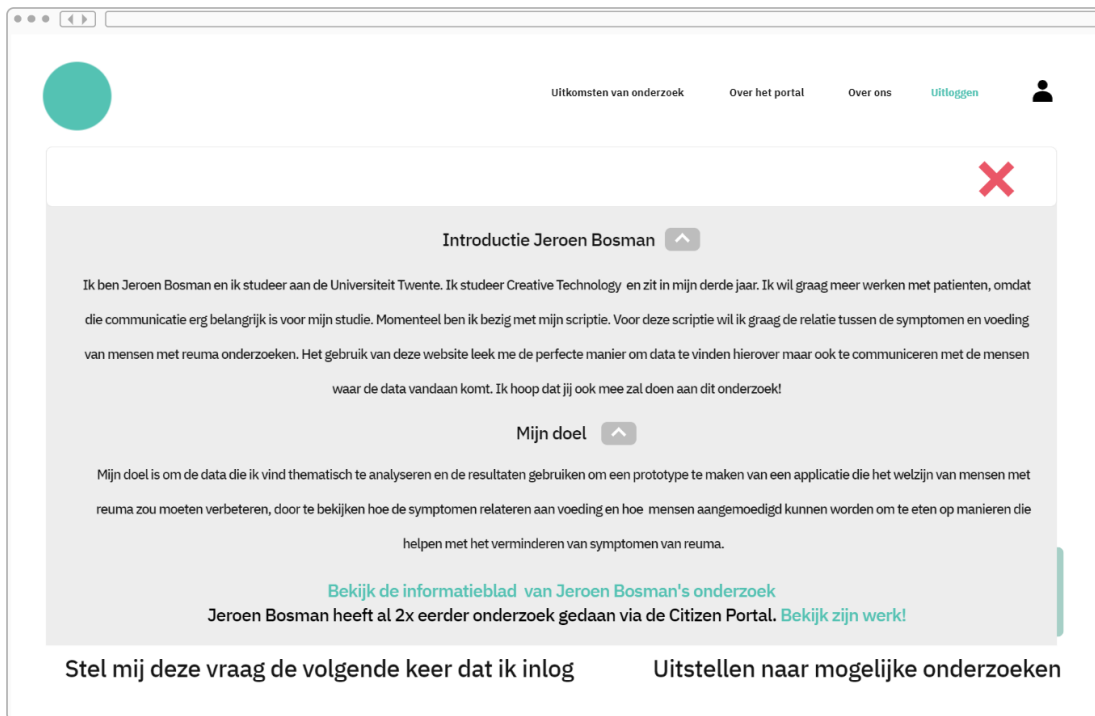 Uitkomsten van onderzoek Over het portal Over ons Uitloggen
Introductie Jeroen Bosman
Ik ben Jeroen Bosman en ik studeer aan de Universiteit Twente. Ik studeer Creative Technology en zit in mijn derde jaar. Ik wil graag meer werken met patienten, omdat
die communicatie erg belangrijk is voor mijn studie. Momenteel ben ik bezig met mijn scriptie. Voor deze scriptie wil ik graag de relatie tussen de symptomen en voeding
van mensen met reuma onderzoeken. Het gebruik van deze website leek me de perfecte manier om data te vinden hierover maar ook te communiceren met de mensen
waar de data vandaan komt. Ik hoop dat jij ook mee zal doen aan dit onderzoek!
Mijn doel
Mijn doel is om de data die ik vind thematisch te analyseren en de resultaten gebruiken om een prototype te maken van een applicatie die het welzijn van mensen met
reuma zou moeten verbeteren, door te bekijken hoe de symptomen relateren aan voeding en hoe mensen aangemoedigd kunnen worden om te eten op manieren die
helpen met het verminderen van symptomen van reuma.
Bekijk de informatieblad van Jeroen Bosman's onderzoek
Jeroen Bosman heeft al 2x eerder onderzoek gedaan via de Citizen Portal. Bekijk zijn werk!
Stel mij deze vraag de volgende keer dat ik inlog Uitstellen naar mogelijke onderzoeken